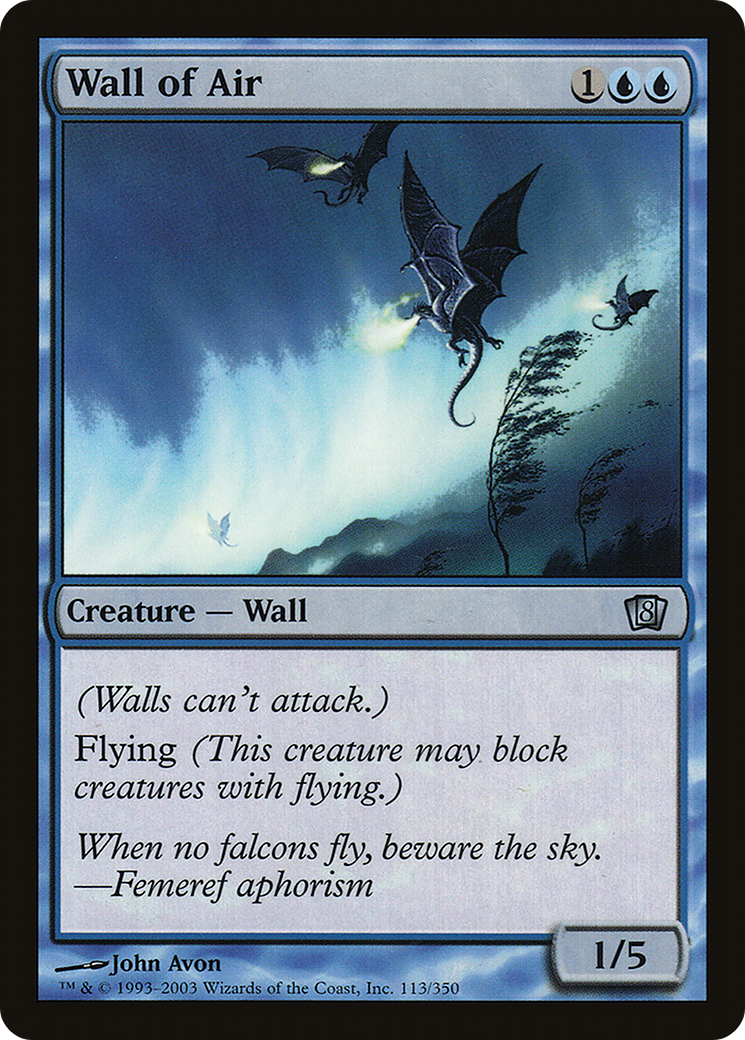 Wall of Air 1
Creature — Wall 8
(Walls can't attack.)
Flying (This creature may block
creatures with flying.)
When no falcons fly, beware the sky.
—Femeref aphorism
1/5
John Avon
™ & © 1993–2003 Wizards of the Coast, Inc. 113/350